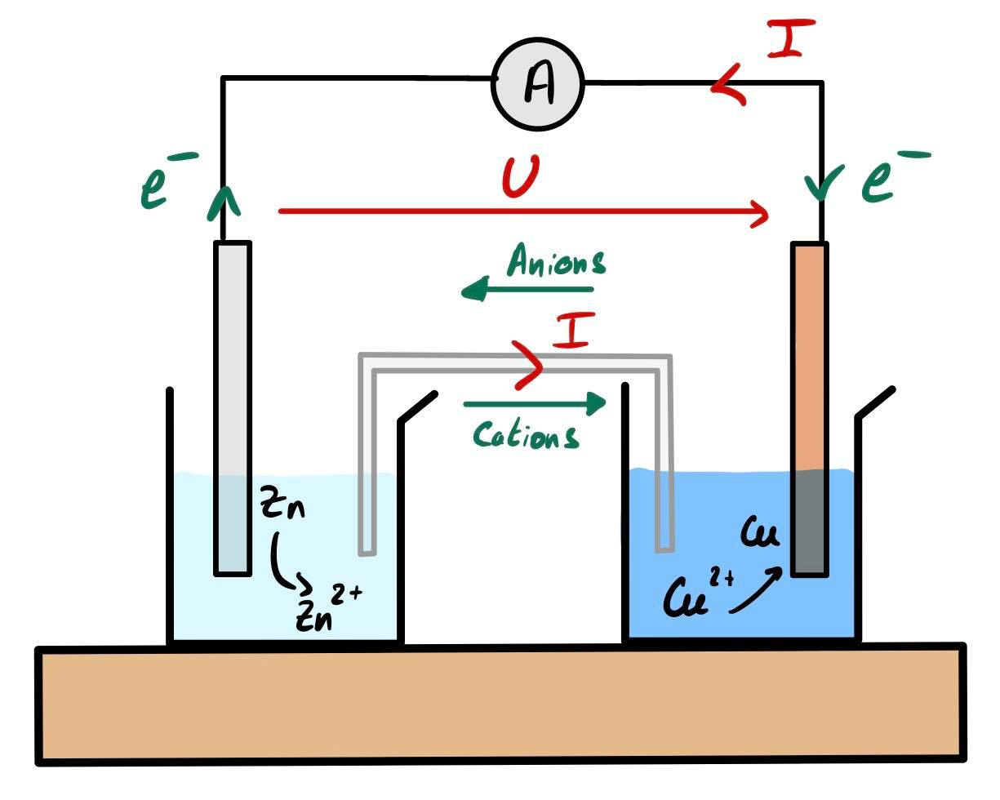 I
A
e⁻
U
e⁻
Anions
I
Cations
Zn
Zn²⁺
Cu
Cu²⁺